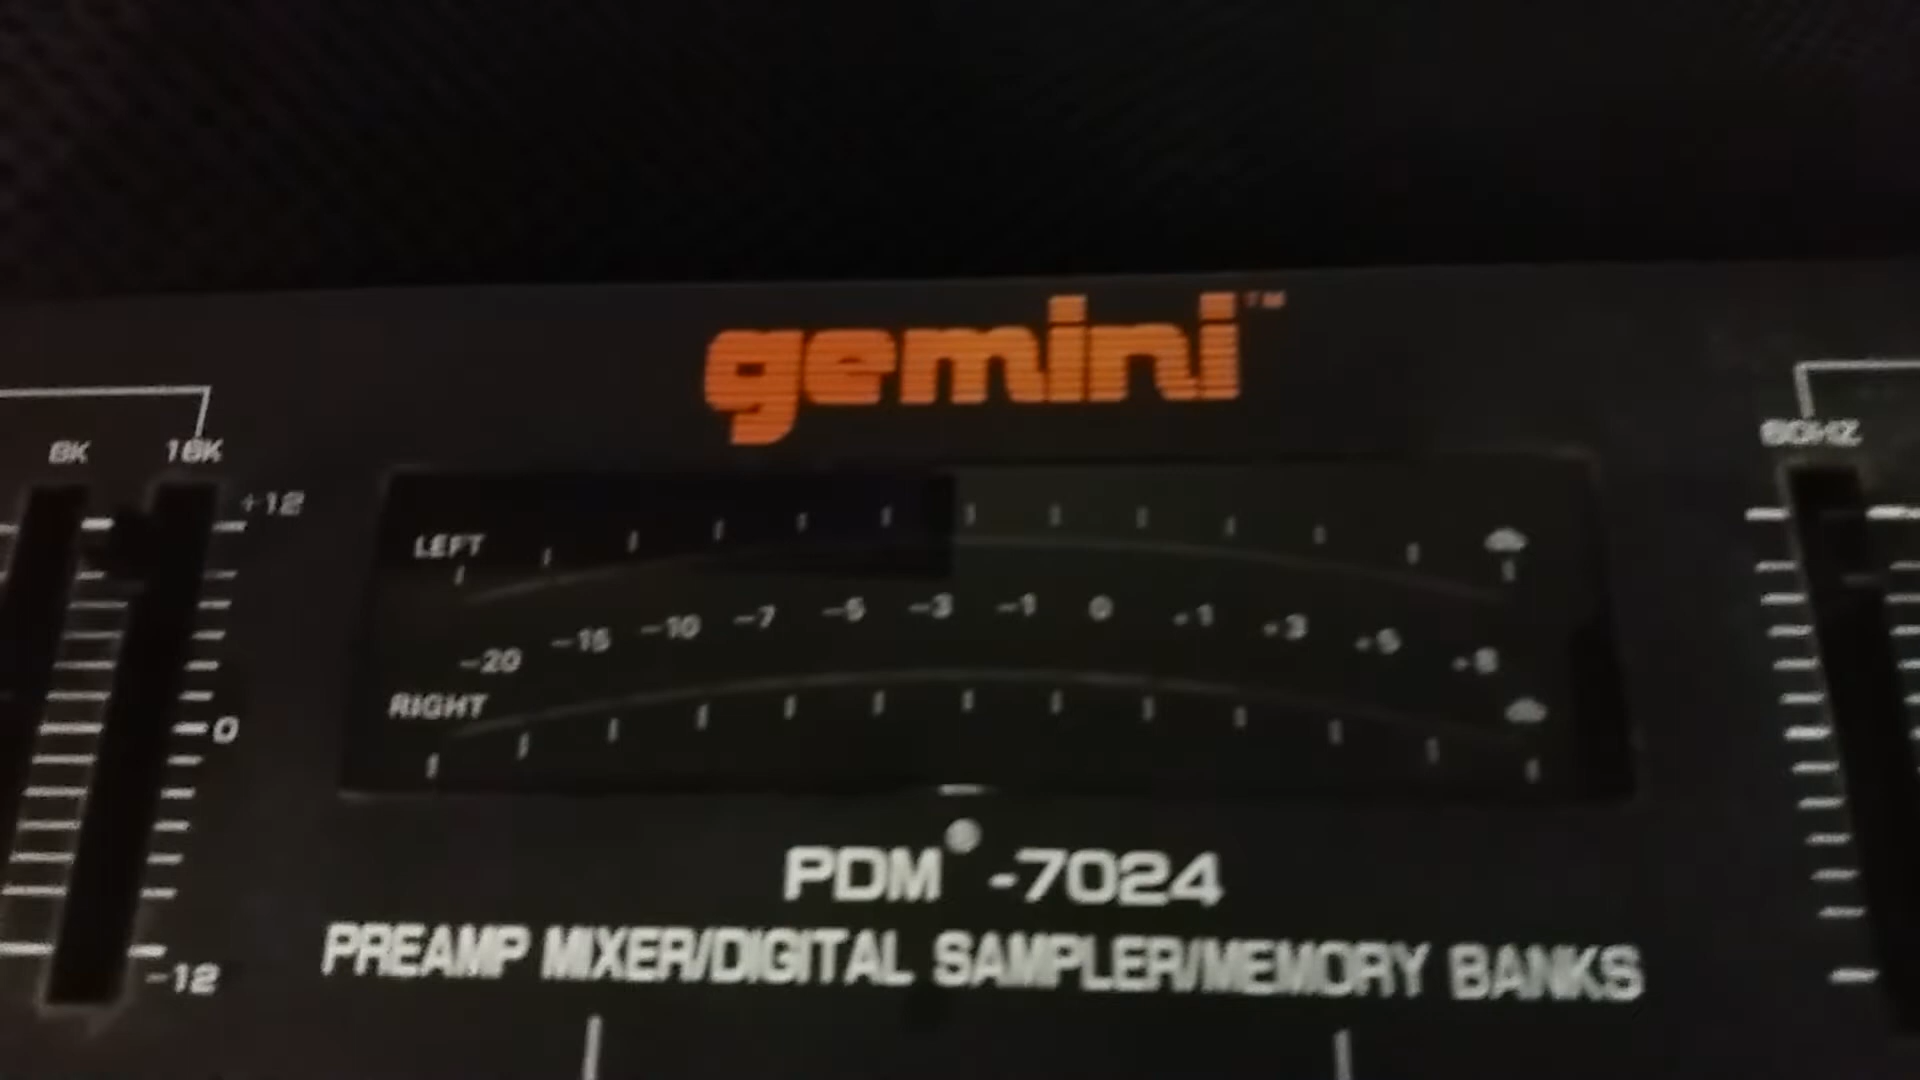 gemini™
8K 16K
60HZ
+12
LEFT
-20 -15 -10 -7 -5 -3 -1 0 +1 +3 +5 +8
RIGHT
0
PDM® -7024
PREAMP MIXER/DIGITAL SAMPLER/MEMORY BANKS
-12